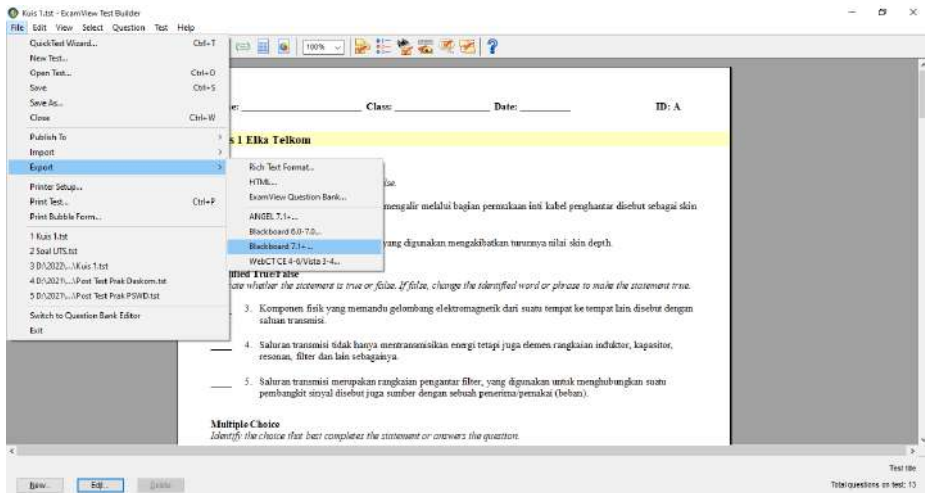 Kuis 1.tst - ExamView Test Builder
File Edit View Select Question Test Help
QuickTest Wizard... Ctrl+T
New Test...
Open Test... Ctrl+O
Save Ctrl+S
Save As...
Close Ctrl+W
Publish To
Import
Export
Printer Setup...
Print Test... Ctrl+P
Print Bubble Form...
1 Kuis 1.tst
2 Soal UTS.tst
3 D:\2022\...\Kuis 1.tst
4 D:\2021\...\Post Test Prak Daskom.tst
5 D:\2021\...\Post Test Prak PSWD.tst
Switch to Question Bank Editor
Exit
Rich Text Format...
HTML...
ExamView Question Bank...
ANGEL 7.1+...
Blackboard 6.0-7.0...
Blackboard 7.1+...
WebCT CE 4-6/Vista 3-4...
100%
Class: Date: ID: A
s 1 Elka Telkom
mengalir melalui bagian permukaan inti kabel penghantar disebut sebagai skin
yang digunakan mengakibatkan turunnya nilai skin depth.
True/False
whether the statement is true or false. If false, change the identified word or phrase to make the statement true.
3. Komponen fisik yang memandu gelombang elektromagnetik dari suatu tempat ke tempat lain disebut dengan
saluran transmisi.
4. Saluran transmisi tidak hanya mentransmisikan energi tetapi juga elemen rangkaian induktor, kapasitor,
resonan, filter dan lain sebagainya.
5. Saluran transmisi merupakan rangkaian pengantar filter, yang digunakan untuk menghubungkan suatu
pembangkit sinyal disebut juga sumber dengan sebuah penerima/pemakai (beban).
Multiple Choice
Identify the choice that best completes the statement or answers the question.
Test title
New... Edit... Delete
Total questions on test: 15